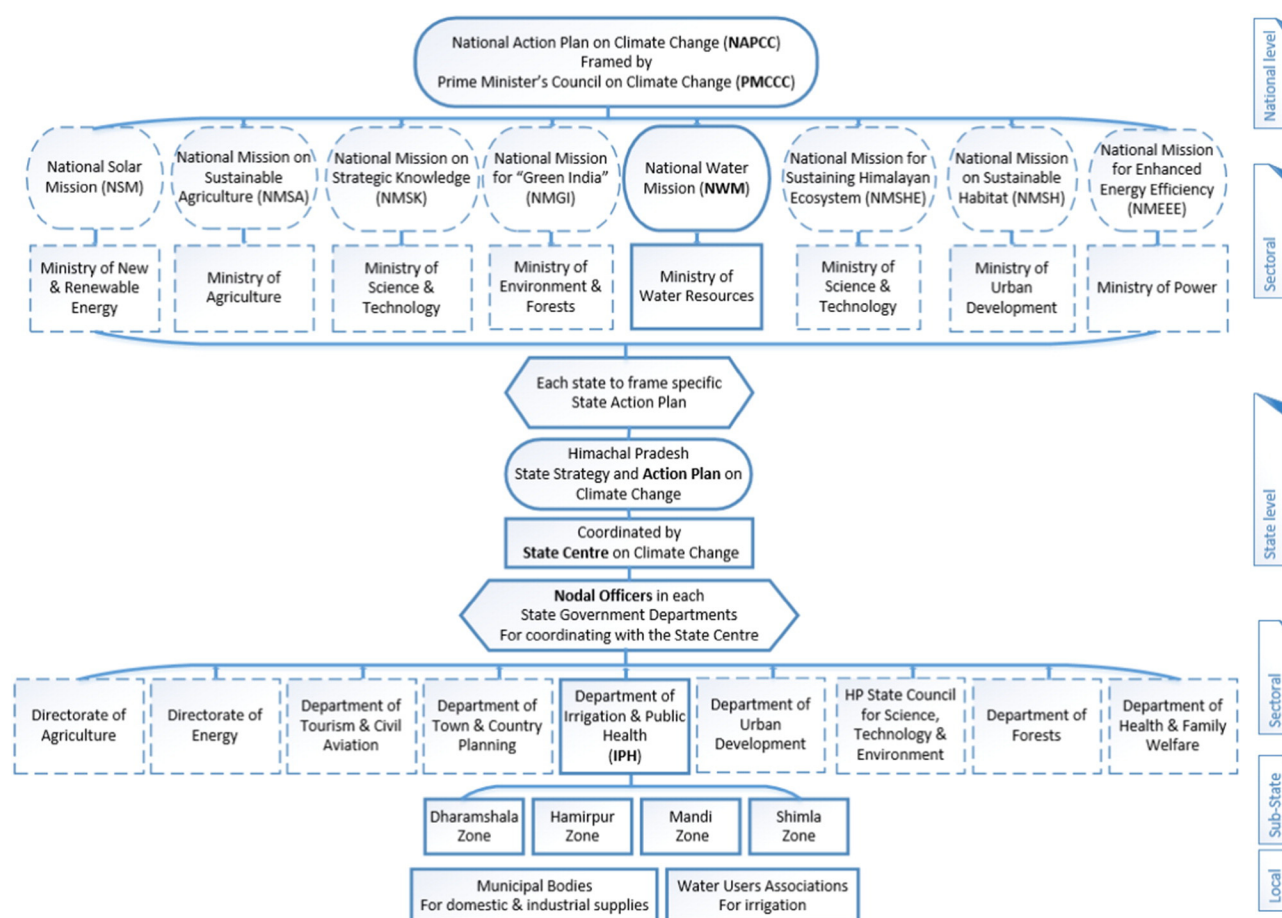 National Action Plan on Climate Change (NAPCC)
Framed by
Prime Minister's Council on Climate Change (PMCCC)
National level
National Solar
Mission (NSM)
National Mission on
Sustainable
Agriculture (NMSA)
National Mission on
Strategic Knowledge
(NMSK)
National Mission
for "Green India"
(NMGI)
National Water
Mission (NWM)
National Mission for
Sustaining Himalayan
Ecosystem (NMSHE)
National Mission
on Sustainable
Habitat (NMSH)
National Mission
for Enhanced
Energy Efficiency
(NMEEE)
Sectoral
Ministry of New
& Renewable
Energy
Ministry of
Agriculture
Ministry of
Science &
Technology
Ministry of
Environment &
Forests
Ministry of
Water Resources
Ministry of
Science &
Technology
Ministry of
Urban
Development
Ministry of Power
Each state to frame specific
State Action Plan
Himachal Pradesh
State Strategy and Action Plan on
Climate Change
Coordinated by
State Centre on Climate Change
State level
Nodal Officers in each
State Government Departments
For coordinating with the State Centre
Directorate of
Agriculture
Directorate of
Energy
Department of
Tourism & Civil
Aviation
Department of
Town & Country
Planning
Department of
Irrigation & Public
Health
(IPH)
Department of
Urban
Development
HP State Council
for Science,
Technology &
Environment
Department of
Forests
Department of
Health & Family
Welfare
Sectoral
Dharamshala
Zone
Hamirpur
Zone
Mandi
Zone
Shimla
Zone
Sub-State
Municipal Bodies
For domestic & industrial supplies
Water Users Associations
For irrigation
Local